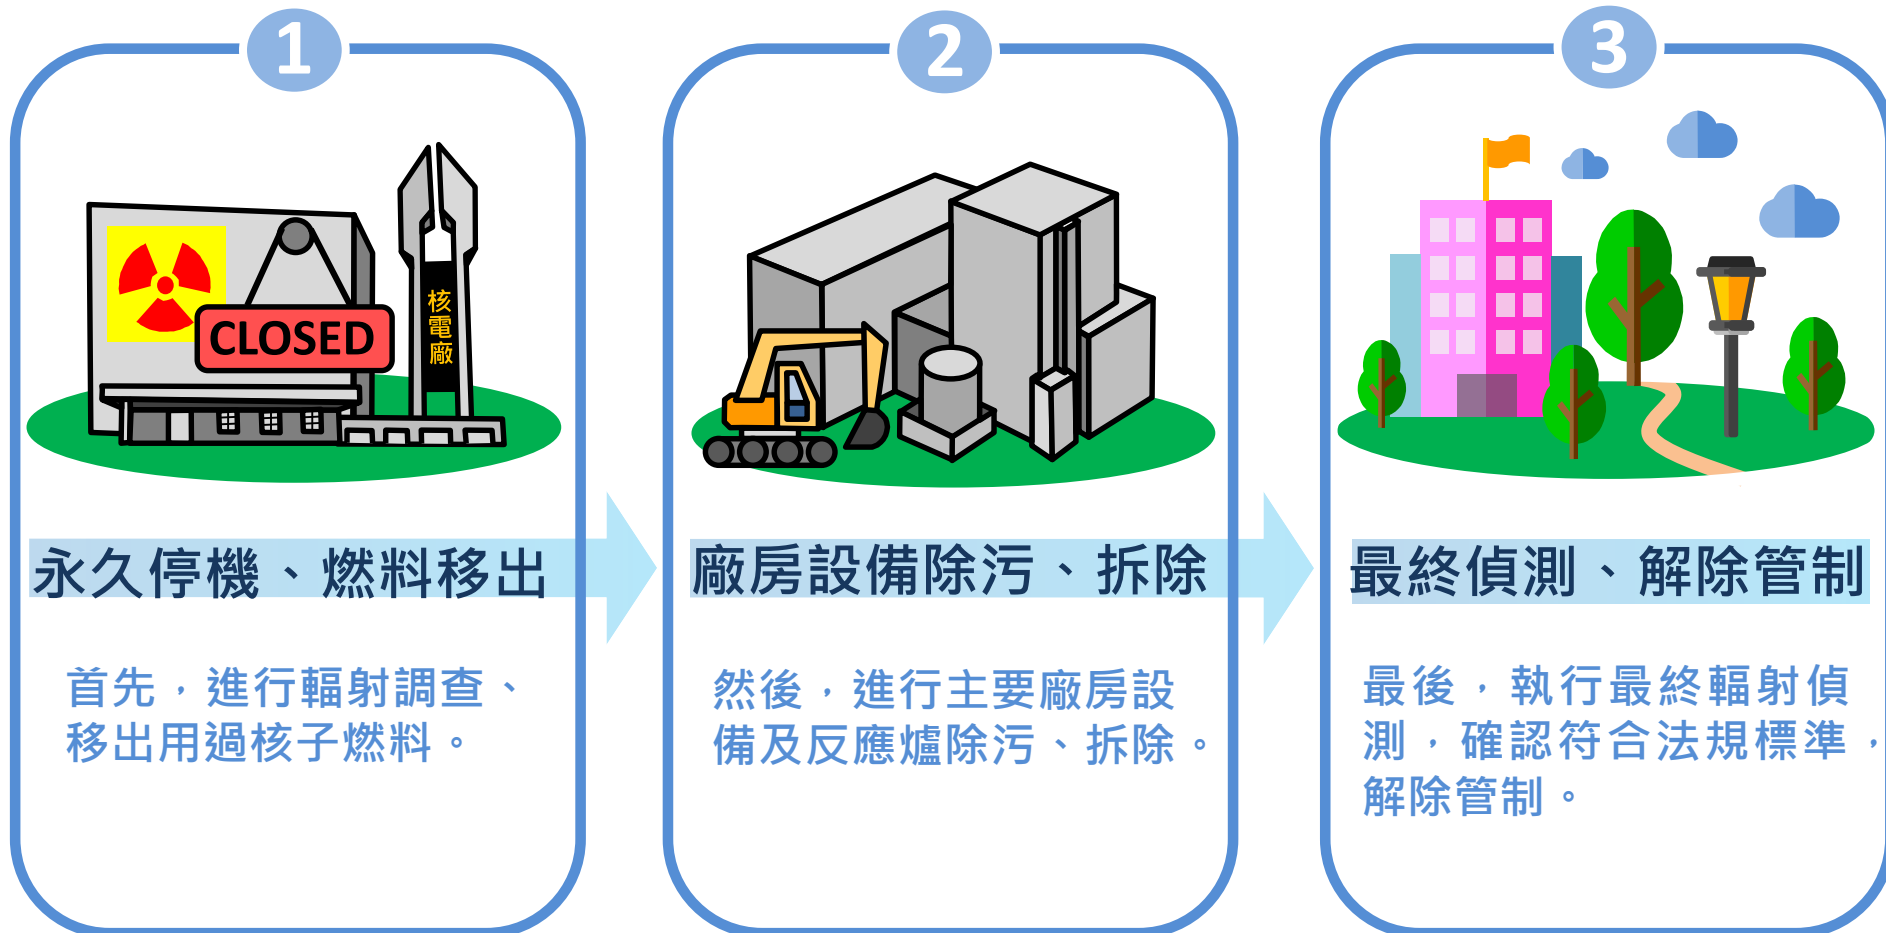 1
CLOSED
核電廠
永久停機、燃料移出
首先，進行輻射調查、
移出用過核子燃料。
2
廠房設備除污、拆除
然後，進行主要廠房設
備及反應爐除污、拆除。
3
最終偵測、解除管制
最後，執行最終輻射偵
測，確認符合法規標準，
解除管制。